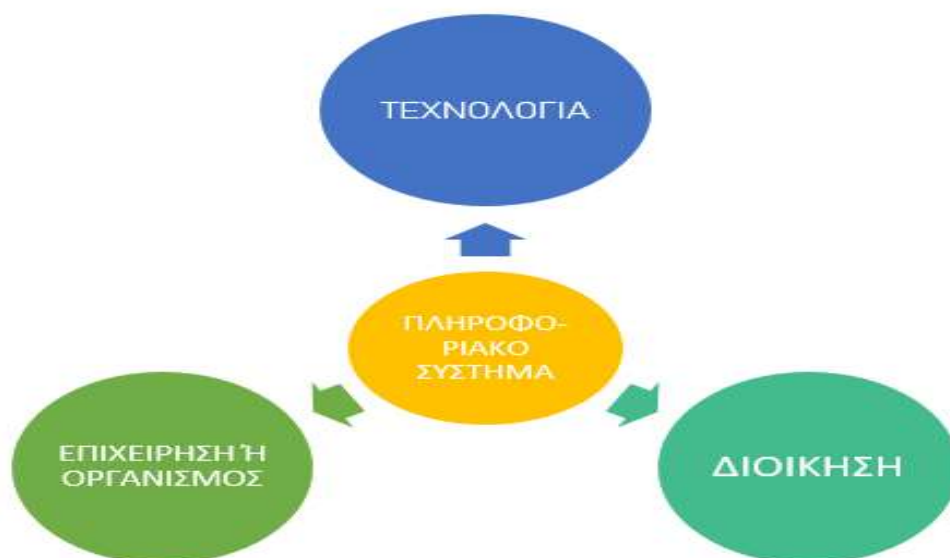 ΤΕΧΝΟΛΟΓΙΑ
ΠΛΗΡΟΦΟ-
ΡΙΑΚΟ
ΣΥΣΤΗΜΑ
ΕΠΙΧΕΙΡΗΣΗ Ή
ΟΡΓΑΝΙΣΜΟΣ
ΔΙΟΙΚΗΣΗ